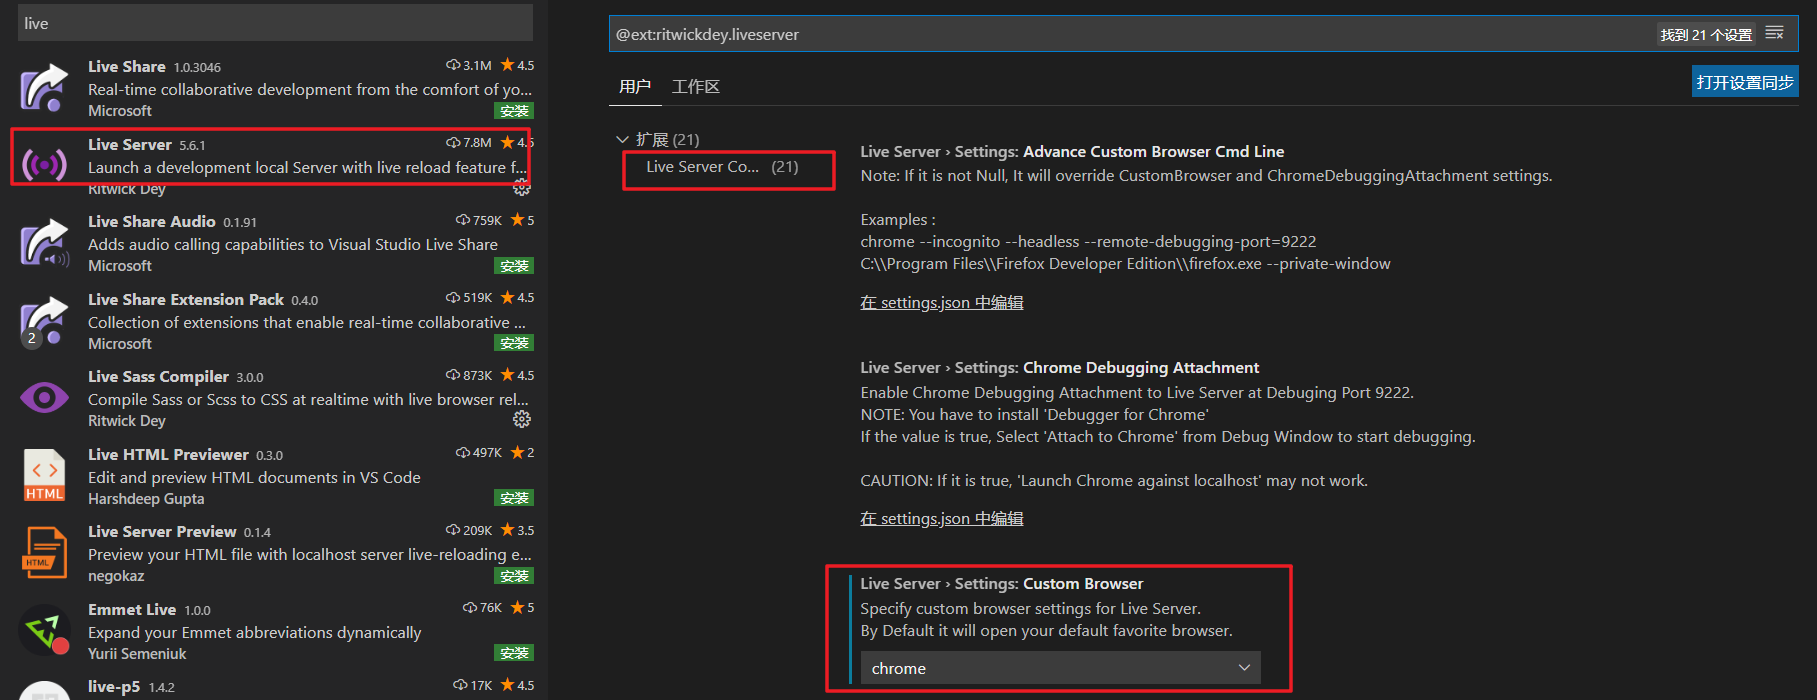 live
Live Share 1.0.3046 3.1M 4.5
Real-time collaborative development from the comfort of yo...
Microsoft 安装
Live Server 5.6.1 7.8M 4.5
Launch a development local Server with live reload feature f...
Ritwick Dey
Live Share Audio 0.1.91 759K 5
Adds audio calling capabilities to Visual Studio Live Share
Microsoft 安装
Live Share Extension Pack 0.4.0 519K 4.5
Collection of extensions that enable real-time collaborative ...
2
Microsoft 安装
Live Sass Compiler 3.0.0 873K 4.5
Compile Sass or Scss to CSS at realtime with live browser rel...
Ritwick Dey
Live HTML Previewer 0.3.0 497K 2
Edit and preview HTML documents in VS Code
HTML
Harshdeep Gupta 安装
Live Server Preview 0.1.4 209K 3.5
Preview your HTML file with localhost server live-reloading e...
HTML
negokaz 安装
Emmet Live 1.0.0 76K 5
Expand your Emmet abbreviations dynamically
Yurii Semeniuk 安装
live-p5 1.4.2 17K 4.5
@ext:ritwickdey.liveserver 找到 21 个设置
用户 工作区 打开设置同步
扩展 (21)
Live Server Co... (21)
Live Server › Settings: Advance Custom Browser Cmd Line
Note: If it is not Null, It will override CustomBrowser and ChromeDebuggingAttachment settings.
Examples :
chrome --incognito --headless --remote-debugging-port=9222
C:\\Program Files\\Firefox Developer Edition\\firefox.exe --private-window
在 settings.json 中编辑
Live Server › Settings: Chrome Debugging Attachment
Enable Chrome Debugging Attachment to Live Server at Debuging Port 9222.
NOTE: You have to install 'Debugger for Chrome'
If the value is true, Select 'Attach to Chrome' from Debug Window to start debugging.
CAUTION: If it is true, 'Launch Chrome against localhost' may not work.
在 settings.json 中编辑
Live Server › Settings: Custom Browser
Specify custom browser settings for Live Server.
By Default it will open your default favorite browser.
chrome